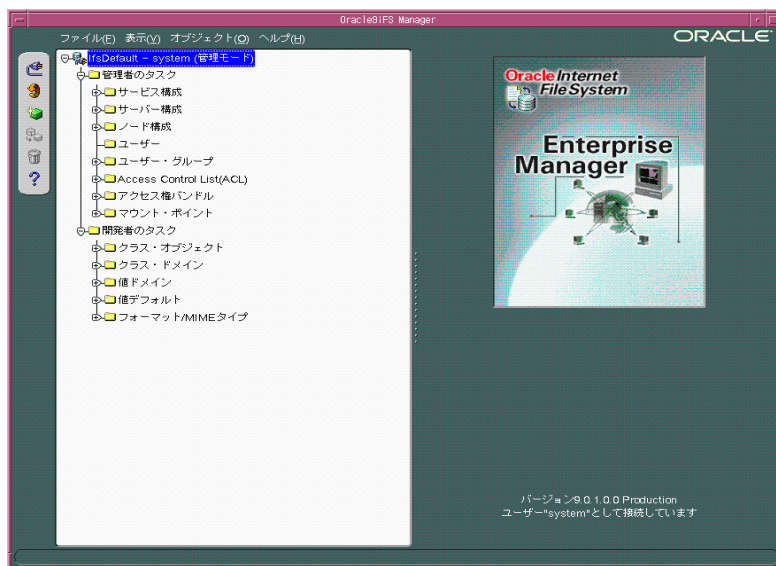 Oracle9iFS Manager
ファイル(F) 表示(V) オブジェクト(O) ヘルプ(H)
ORACLE
IfsDefault – system (管理モード)
管理者のタスク
サービス構成
サーバー構成
ノード構成
ユーザー
ユーザー・グループ
Access Control List(ACL)
アクセス権バンドル
マウント・ポイント
開発者のタスク
クラス・オブジェクト
クラス・ドメイン
値ドメイン
値デフォルト
フォーマット/MIMEタイプ
Oracle Internet
File System
Enterprise
Manager
バージョン9.0.1.0.0 Production
ユーザー"system"として接続しています